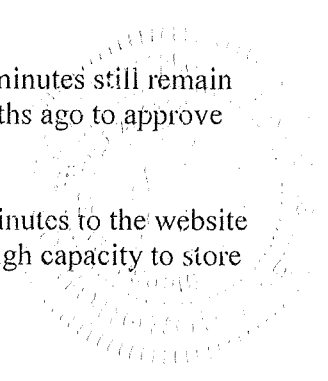 minutes still remain
ths ago to approve
inutes to the website
gh capacity to store